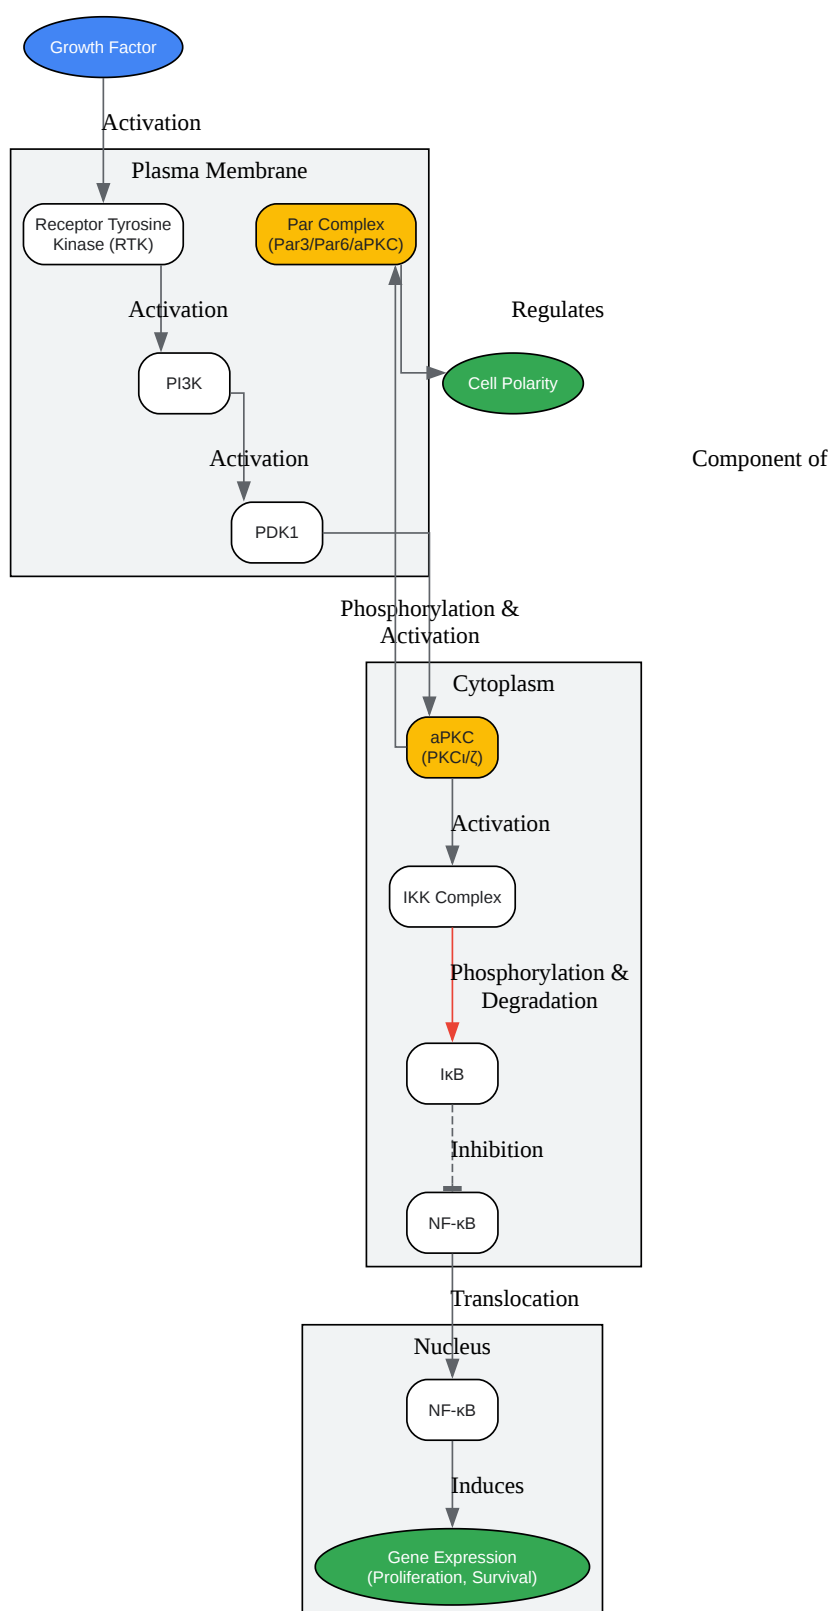 Growth Factor
Activation
Plasma Membrane
Receptor Tyrosine
Kinase (RTK)
Par Complex
(Par3/Par6/aPKC)
Activation
Regulates
PI3K
Cell Polarity
Activation
Component of
PDK1
Phosphorylation &
Activation
Cytoplasm
aPKC
(PKCι/ζ)
Activation
IKK Complex
Phosphorylation &
Degradation
IκB
Inhibition
NF-κB
Translocation
Nucleus
NF-κB
Induces
Gene Expression
(Proliferation, Survival)